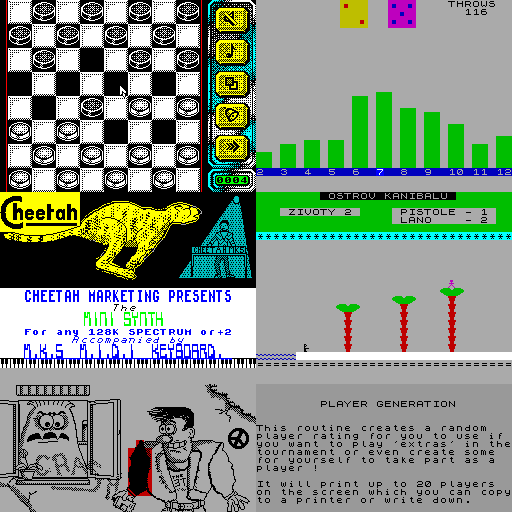 THROWS
116
0001
2 3 4 5 6 7 8 9 10 11 12
Cheetah
CHEETAH
OSTROV KANIBALU
ZIVOTY 2
PISTOLE - 1
LANO - 2
CHEETAH MARKETING PRESENTS
The
MINI SYNTH
For any 128K SPECTRUM or+2
Accompanied by
M.K.S M.I.D.I KEYBOARD.
PLAYER GENERATION
This routine creates a random
player rating for you to use if
you want to play 'extras' in the
tournament or even create some
for yourself to take part as a
player !
It will print up to 20 players
on the screen which you can copy
to a printer or write down.